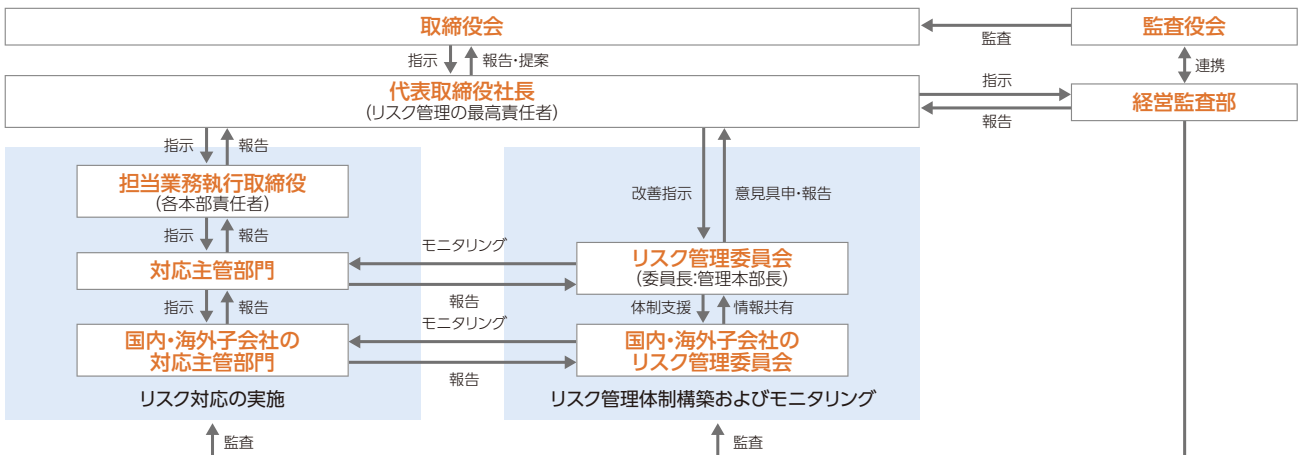 取締役会
監査役会
監査
指示
報告・提案
連携
代表取締役社長
(リスク管理の最高責任者)
指示
報告
経営監査部
指示
報告
担当業務執行取締役
(各本部責任者)
改善指示
意見具申・報告
指示
報告
モニタリング
対応主管部門
リスク管理委員会
(委員長:管理本部長)
報告
指示
報告
体制支援
情報共有
モニタリング
国内・海外子会社の
対応主管部門
国内・海外子会社の
リスク管理委員会
報告
リスク対応の実施
リスク管理体制構築およびモニタリング
監査
監査